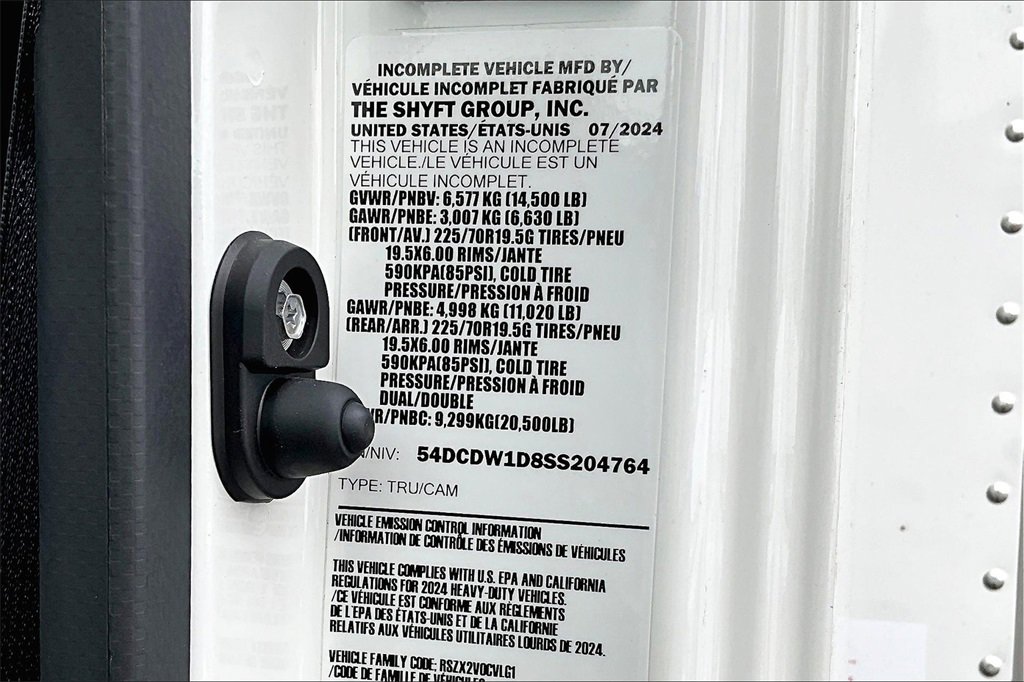 INCOMPLETE VEHICLE MFD BY/
VÉHICULE INCOMPLET FABRIQUÉ PAR
THE SHYFT GROUP, INC.
UNITED STATES/ÉTATS-UNIS 07/2024
THIS VEHICLE IS AN INCOMPLETE
VEHICLE./LE VÉHICULE EST UN
VÉHICULE INCOMPLET.
GVWR/PNBV: 6,577 KG (14,500 LB)
GAWR/PNBE: 3,007 KG (6,630 LB)
(FRONT/AV.) 225/70R19.5G TIRES/PNEU
19.5X6.00 RIMS/JANTE
590KPA(85PSI), COLD TIRE
PRESSURE/PRESSION À FROID
GAWR/PNBE: 4,998 KG (11,020 LB)
(REAR/ARR.) 225/70R19.5G TIRES/PNEU
19.5X6.00 RIMS/JANTE
590KPA(85PSI), COLD TIRE
PRESSURE/PRESSION À FROID
DUAL/DOUBLE
/PNBC: 9,299KG(20,500LB)
/NIV: 54DCDW1D8SS204764
TYPE: TRU/CAM
VEHICLE EMISSION CONTROL INFORMATION
/INFORMATION DE CONTRÔLE DES ÉMISSIONS DE VÉHICULES
THIS VEHICLE COMPLIES WITH U.S. EPA AND CALIFORNIA
REGULATIONS FOR 2024 HEAVY-DUTY VEHICLES.
/CE VÉHICULE EST CONFORME AUX RÈGLEMENTS
DE L'EPA DES ÉTATS-UNIS ET DE LA CALIFORNIE
RELATIFS AUX VÉHICULES UTILITAIRES LOURDS DE 2024.
VEHICLE FAMILY CODE: RSZX2VOCVLG1
/CODE DE FAMILLE DE VÉHICULES